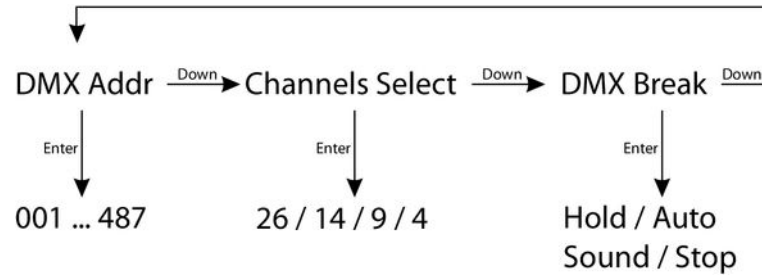 DMX Addr Down Channels Select Down DMX Break Down
Enter Enter Enter
001 ... 487 26 / 14 / 9 / 4 Hold / Auto
Sound / Stop